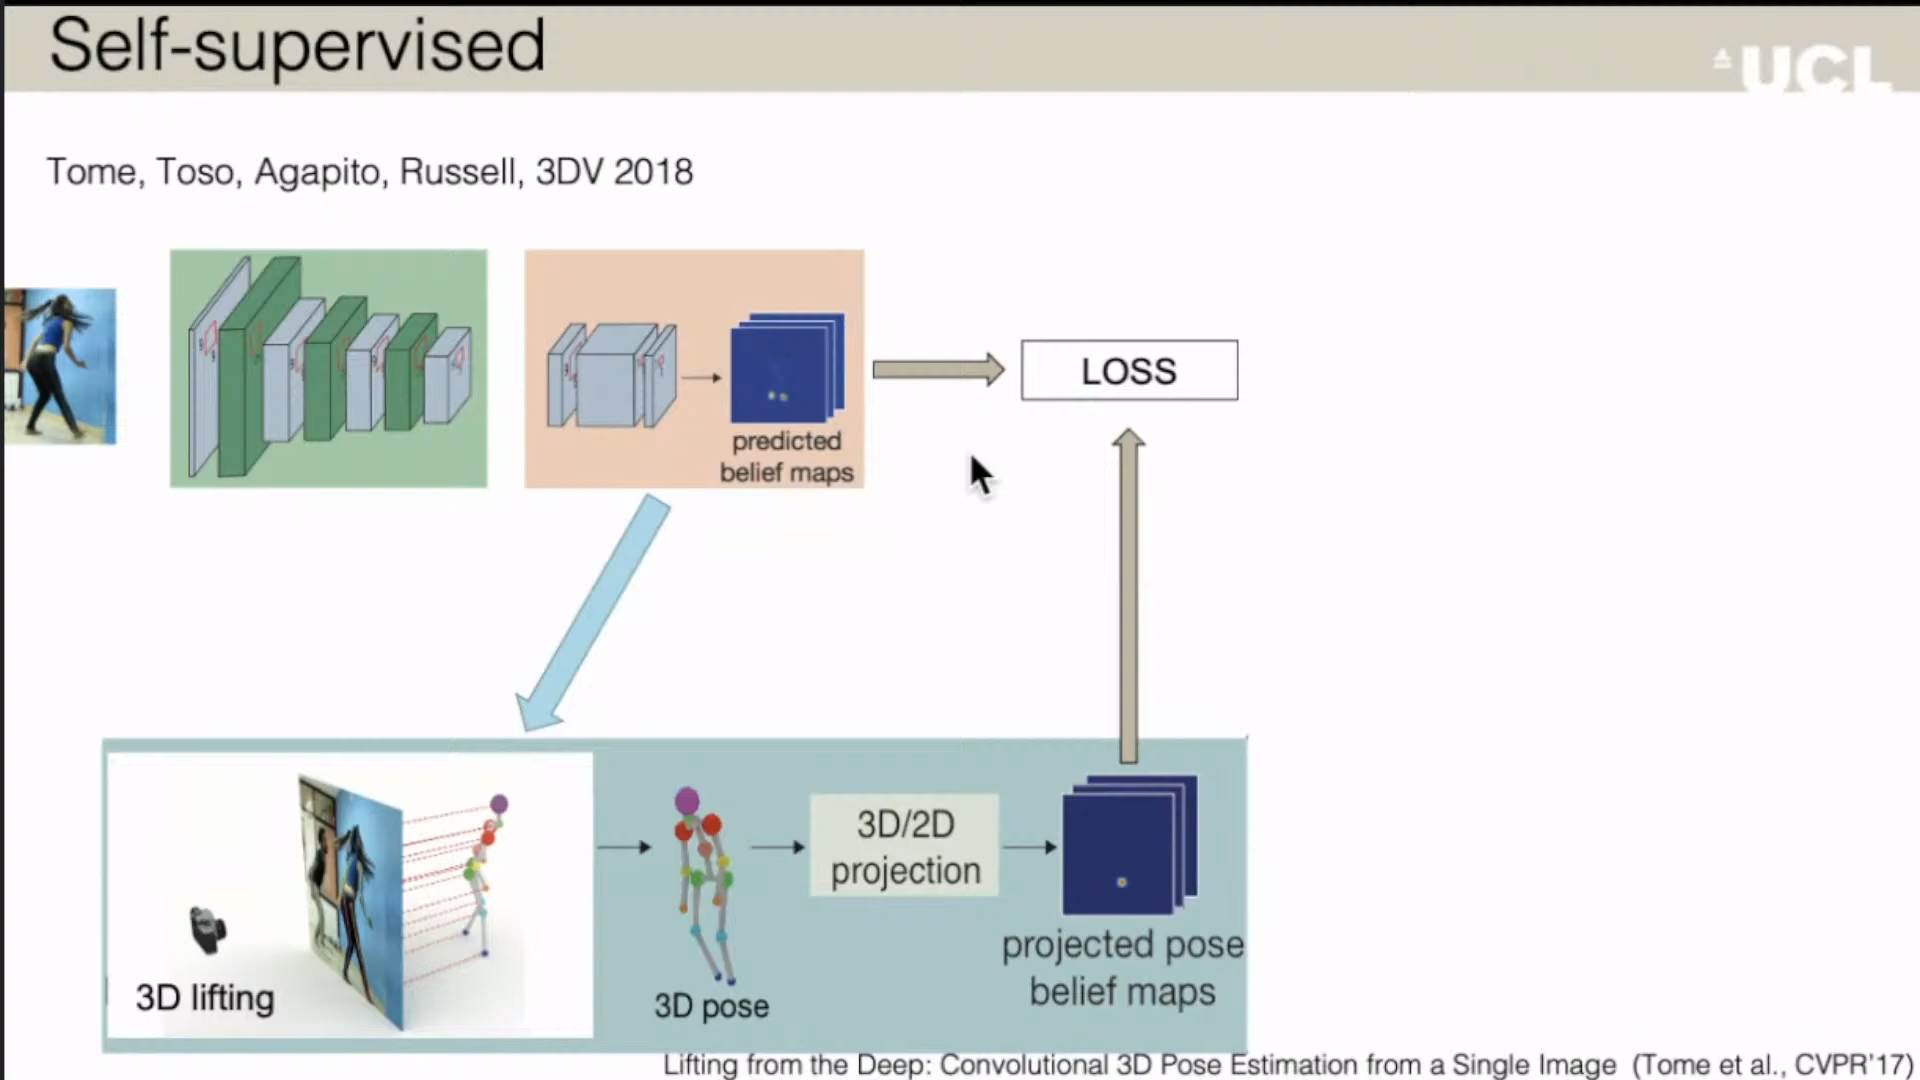 Self-supervised
UCL
Tome, Toso, Agapito, Russell, 3DV 2018
predicted
belief maps
LOSS
3D lifting
3D pose
3D/2D
projection
projected pose
belief maps
Lifting from the Deep: Convolutional 3D Pose Estimation from a Single Image (Tome et al., CVPR'17)